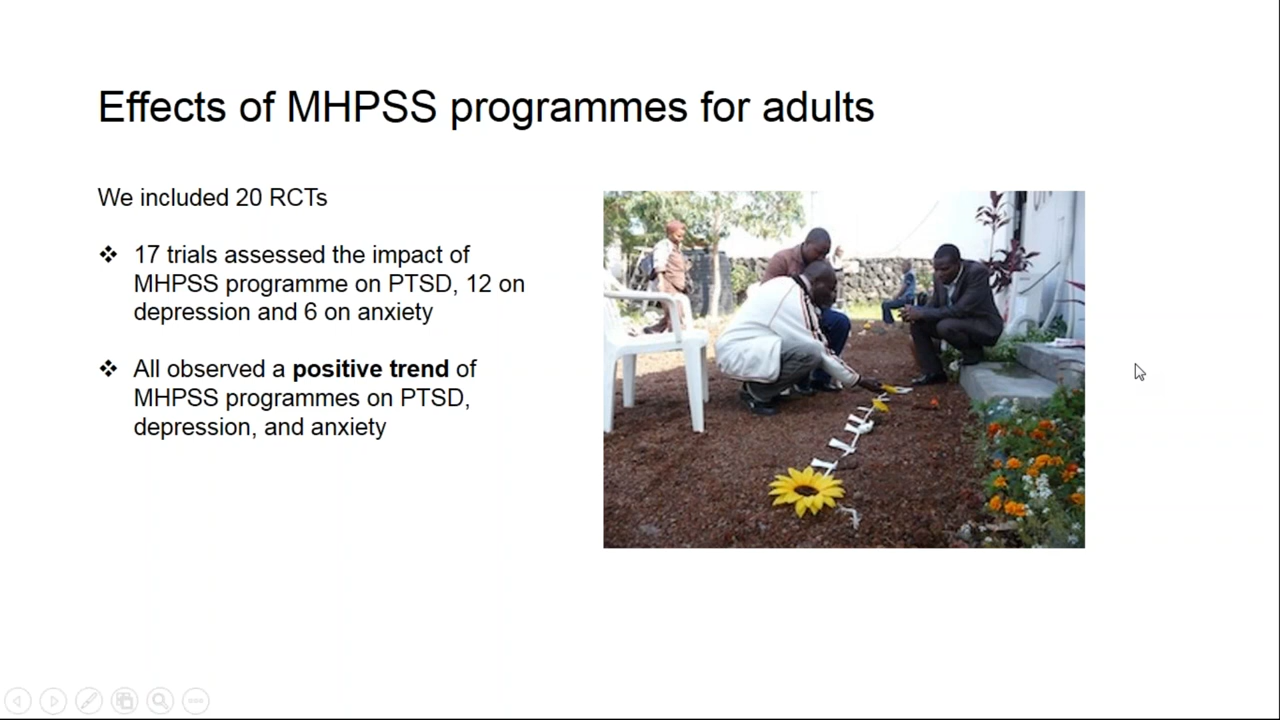 Effects of MHPSS programmes for adults
We included 20 RCTs
❖ 17 trials assessed the impact of
MHPSS programme on PTSD, 12 on
depression and 6 on anxiety
❖ All observed a positive trend of
MHPSS programmes on PTSD,
depression, and anxiety